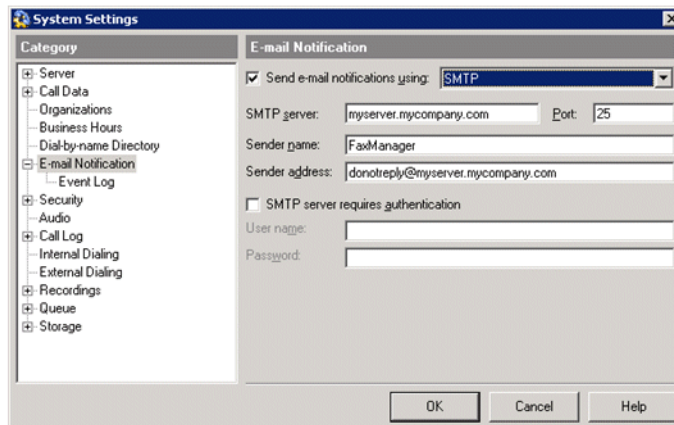 System Settings
Category
Server
Call Data
Organizations
Business Hours
Dial-by-name Directory
E-mail Notification
Event Log
Security
Audio
Call Log
Internal Dialing
External Dialing
Recordings
Queue
Storage
E-mail Notification
Send e-mail notifications using: SMTP
SMTP server: myserver.mycompany.com Port: 25
Sender name: FaxManager
Sender address: donotreply@myserver.mycompany.com
SMTP server requires authentication
User name:
Password:
OK Cancel Help